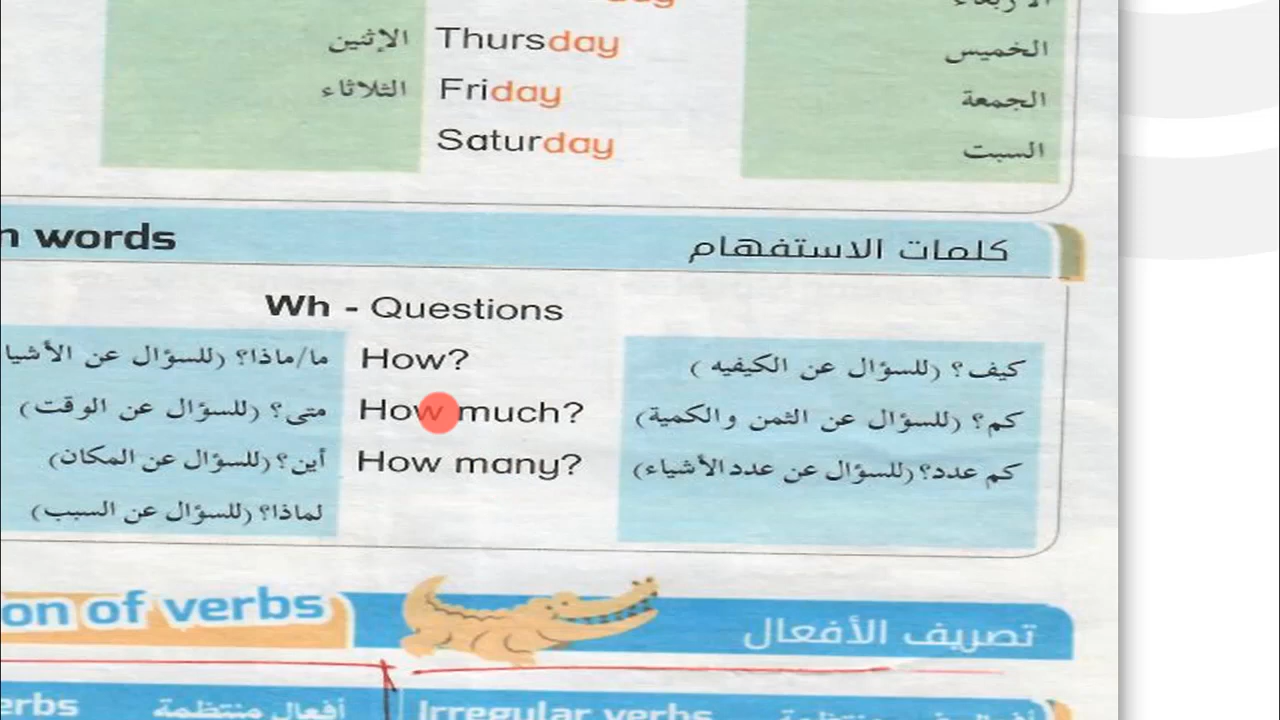 day الأربعاء
الإثنين Thursday الخميس
الثلاثاء Friday الجمعة
Saturday السبت
words كلمات الاستفهام
Wh - Questions
ما/ماذا؟ (للسؤال عن الأشيا How? كيف؟ (للسؤال عن الكيفيه )
متى؟ (للسؤال عن الوقت) How much? كم؟ (للسؤال عن الثمن والكمية)
أين؟ (للسؤال عن المكان) How many? كم عدد؟ (للسؤال عن عدد الأشياء)
لماذا؟ (للسؤال عن السبب)
on of verbs تصريف الأفعال
erbs أفعال منتظمة Irregular verbs